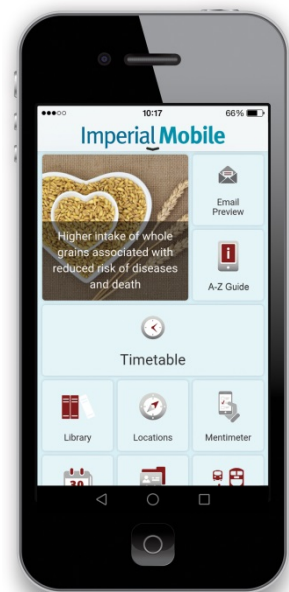 10:17
66%
Imperial Mobile
Higher intake of whole
grains associated with
reduced risk of diseases
and death
Email
Preview
A-Z Guide
Timetable
Library
Locations
Mentimeter
30